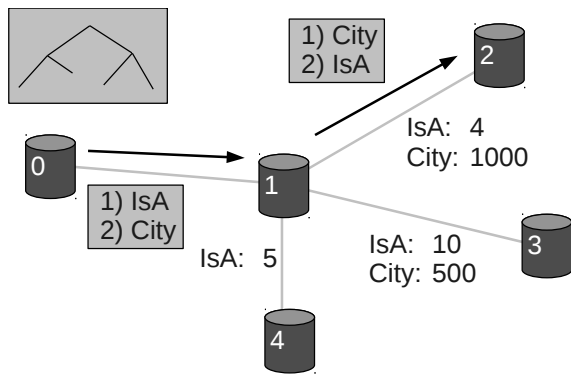 1) City
2) IsA
2
IsA: 4
City: 1000
0
1
1) IsA
2) City
IsA: 5
IsA: 10
City: 500
3
4